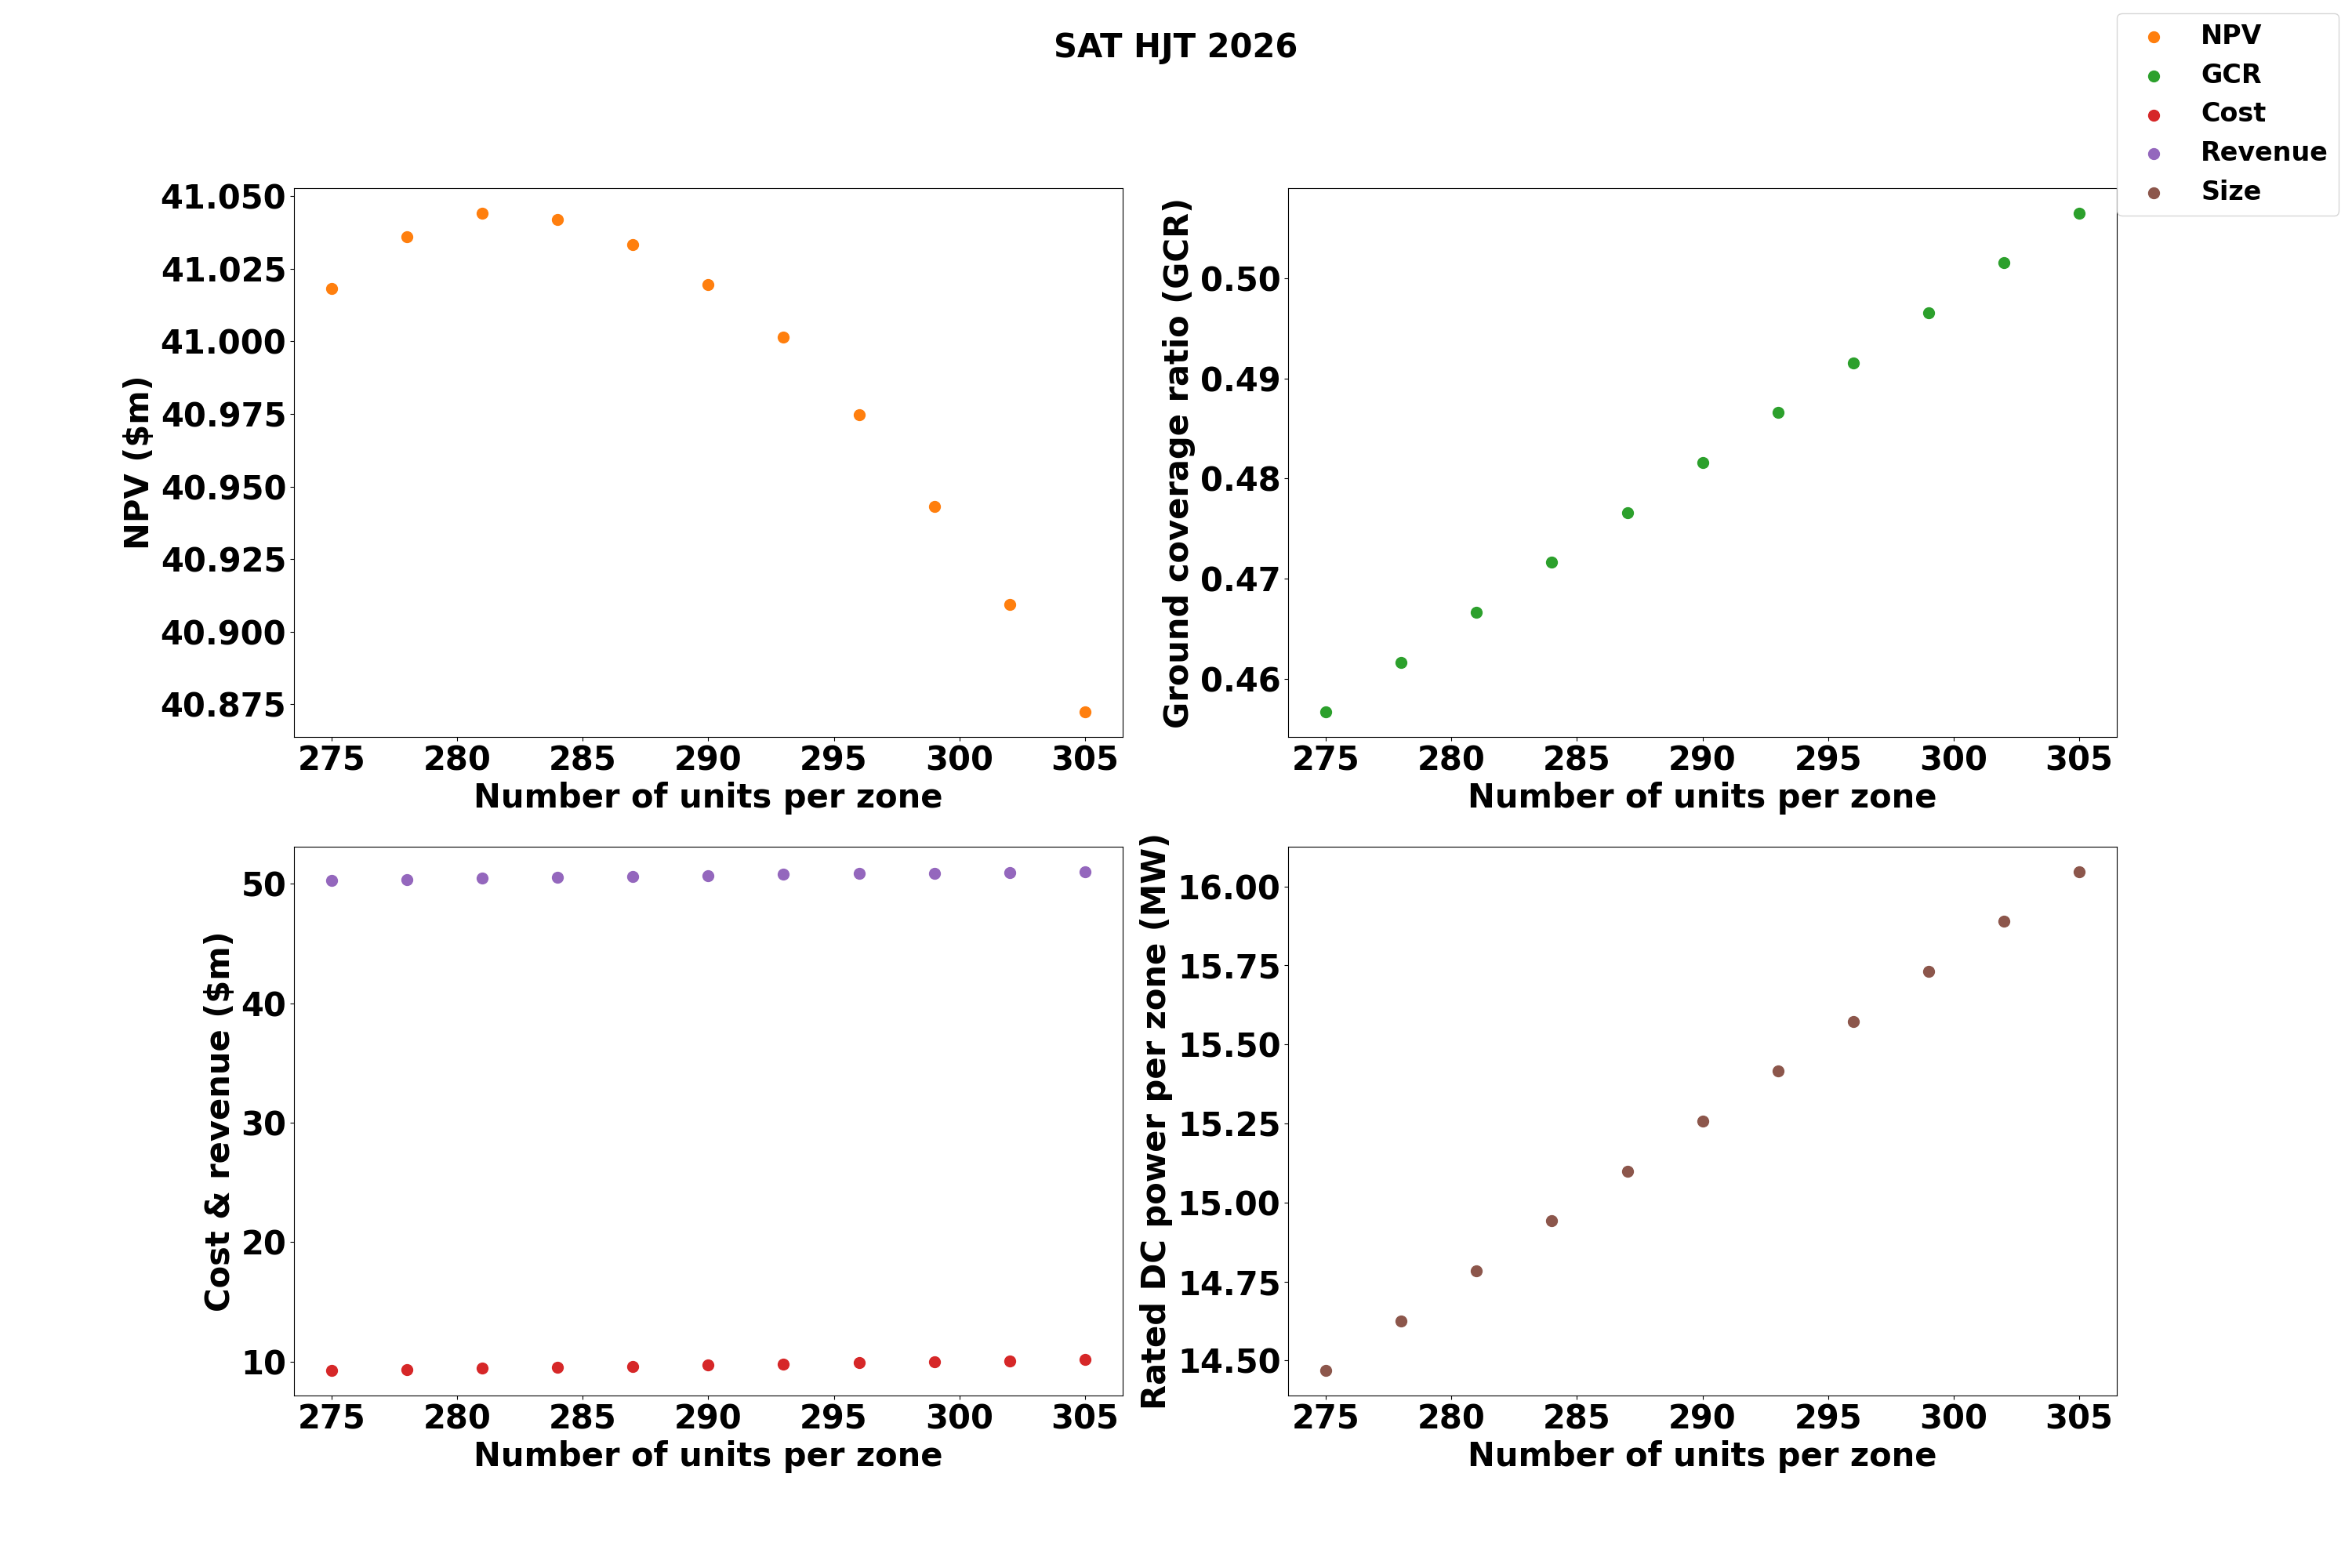 SAT HJT 2026
NPV
GCR
Cost
Revenue
Size
NPV ($m)
41.050
41.025
41.000
40.975
40.950
40.925
40.900
40.875
275 280 285 290 295 300 305
Number of units per zone
Ground coverage ratio (GCR)
0.50
0.49
0.48
0.47
0.46
275 280 285 290 295 300 305
Number of units per zone
Cost & revenue ($m)
50
40
30
20
10
275 280 285 290 295 300 305
Number of units per zone
Rated DC power per zone (MW)
16.00
15.75
15.50
15.25
15.00
14.75
14.50
275 280 285 290 295 300 305
Number of units per zone